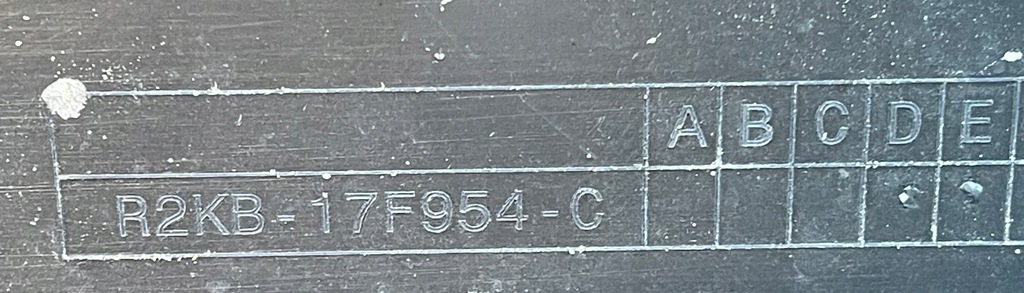 A B C D E
R2KB-17F954-C